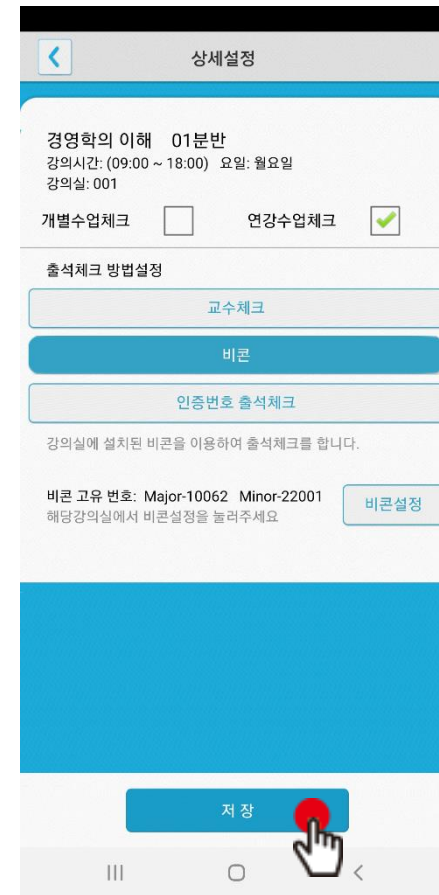 상세설정
경영학의 이해 01분반
강의시간: (09:00 ~ 18:00) 요일: 월요일
강의실: 001
개별수업체크 연강수업체크
출석체크 방법설정
교수체크
비콘
인증번호 출석체크
강의실에 설치된 비콘을 이용하여 출석체크를 합니다.
비콘 고유 번호: Major-10062 Minor-22001
해당강의실에서 비콘설정을 눌러주세요
비콘설정
저 장